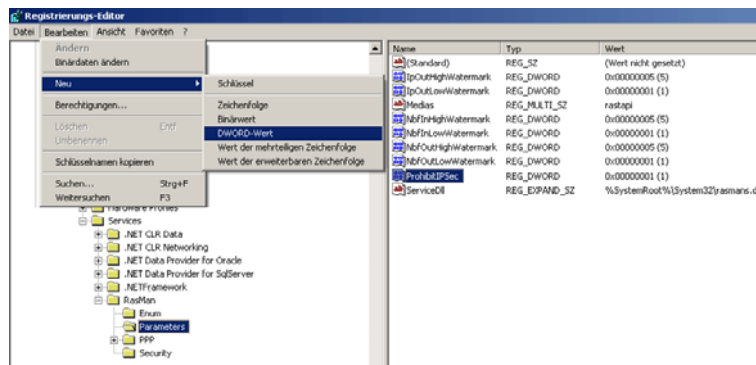 Registrierungs-Editor
Datei Bearbeiten Ansicht Favoriten ?
Ändern
Binärdaten ändern
Neu
Berechtigungen...
Löschen Entf
Umbenennen
Schlüsselnamen kopieren
Suchen... Strg+F
Weitersuchen F3
Schlüssel
Zeichenfolge
Binärwert
DWORD-Wert
Wert der mehrteiligen Zeichenfolge
Wert der erweiterbaren Zeichenfolge
Hardware Profiles
Services
.NET CLR Data
.NET CLR Networking
.NET Data Provider for Oracle
.NET Data Provider for SqlServer
.NETFramework
RasMan
Enum
Parameters
PPP
Security
Name Typ Wert
(Standard) REG_SZ (Wert nicht gesetzt)
IpOutHighWatermark REG_DWORD 0x00000005 (5)
IpOutLowWatermark REG_DWORD 0x00000001 (1)
Medias REG_MULTI_SZ rastapi
NbfInHighWatermark REG_DWORD 0x00000005 (5)
NbfInLowWatermark REG_DWORD 0x00000001 (1)
NbfOutHighWatermark REG_DWORD 0x00000005 (5)
NbfOutLowWatermark REG_DWORD 0x00000001 (1)
ProhibitIPSec REG_DWORD 0x00000001 (1)
ServiceDll REG_EXPAND_SZ %SystemRoot%\System32\rasmans.d